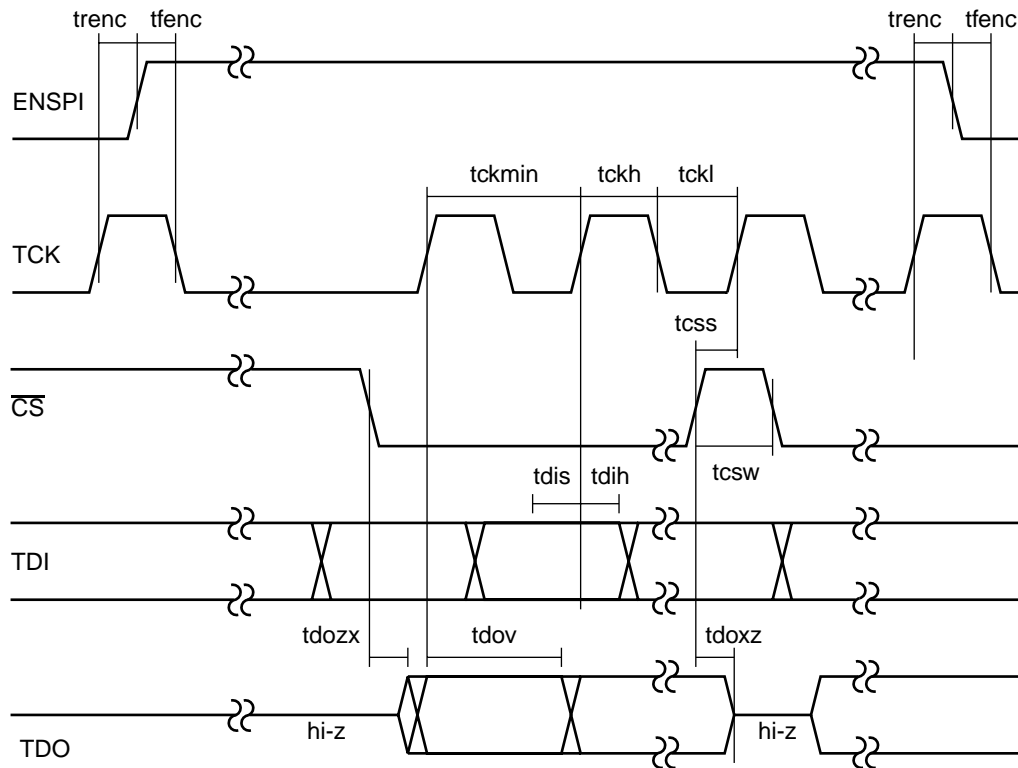 trenc tfenc trenc tfenc
ENSPI
tckmin tckh tckl
TCK
tcss
CS
tcsw
tdis tdih
TDI
tdozx tdov tdoxz
hi-z hi-z
TDO